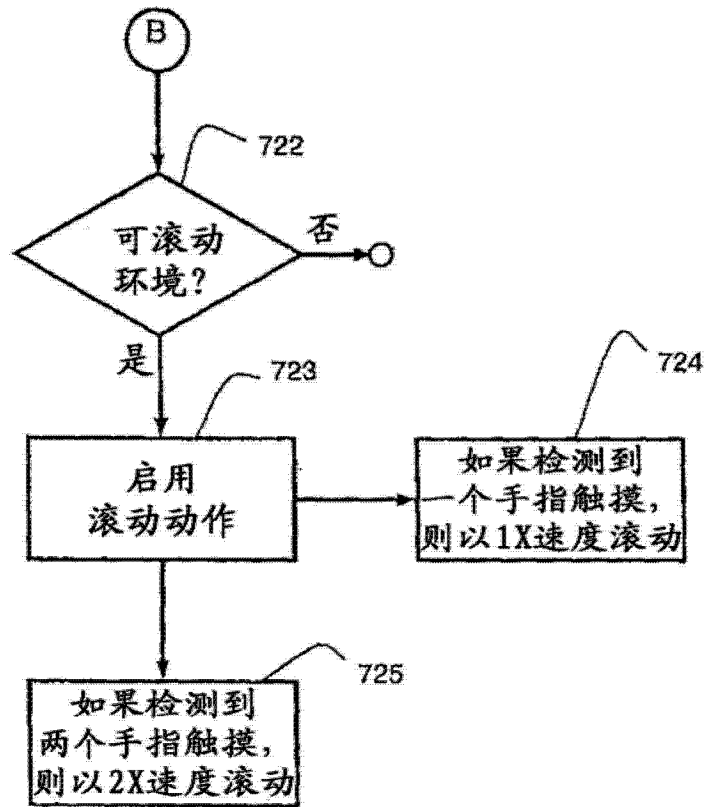 B
722
可滚动
环境?
否
是
723
724
启用
滚动动作
如果检测到
一个手指触摸,
则以1X速度滚动
725
如果检测到
两个手指触摸,
则以2X速度滚动